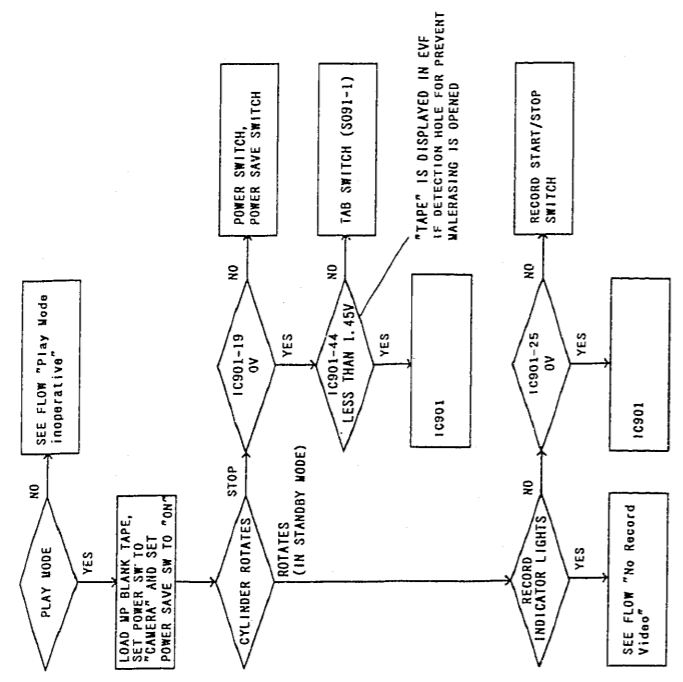 PLAY MODE
NO
SEE FLOW "Play Mode
inoperative"
YES
LOAD MP BLANK TAPE,
SET POWER SW TO
"CAMERA" AND SET
POWER SAVE SW TO "ON"
CYLINDER ROTATES
STOP
IC901-19
0V
NO
POWER SWITCH,
POWER SAVE SWITCH
YES
IC901-44
LESS THAN 1.45V
NO
TAB SWITCH (S091-1)
"TAPE" IS DISPLAYED IN EVF
IF DETECTION HOLE FOR PREVENT
MALERASING IS OPENED
YES
IC901
ROTATES
(IN STANDBY MODE)
RECORD
INDICATOR LIGHTS
NO
IC901-25
0V
NO
RECORD START/STOP
SWITCH
YES
IC901
YES
SEE FLOW "No Record
Video"